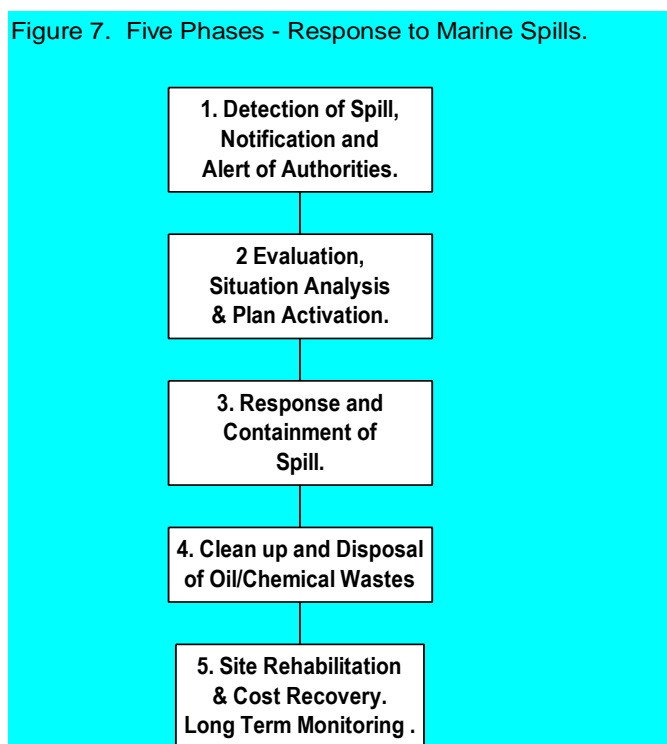 Figure 7.  Five Phases - Response to Marine Spills.
1. Detection of Spill,
Notification and
Alert of Authorities.
2 Evaluation,
Situation Analysis
& Plan Activation.
3. Response and
Containment of
Spill.
4. Clean up and Disposal
of Oil/Chemical Wastes
5. Site Rehabilitation
& Cost Recovery.
Long Term Monitoring .